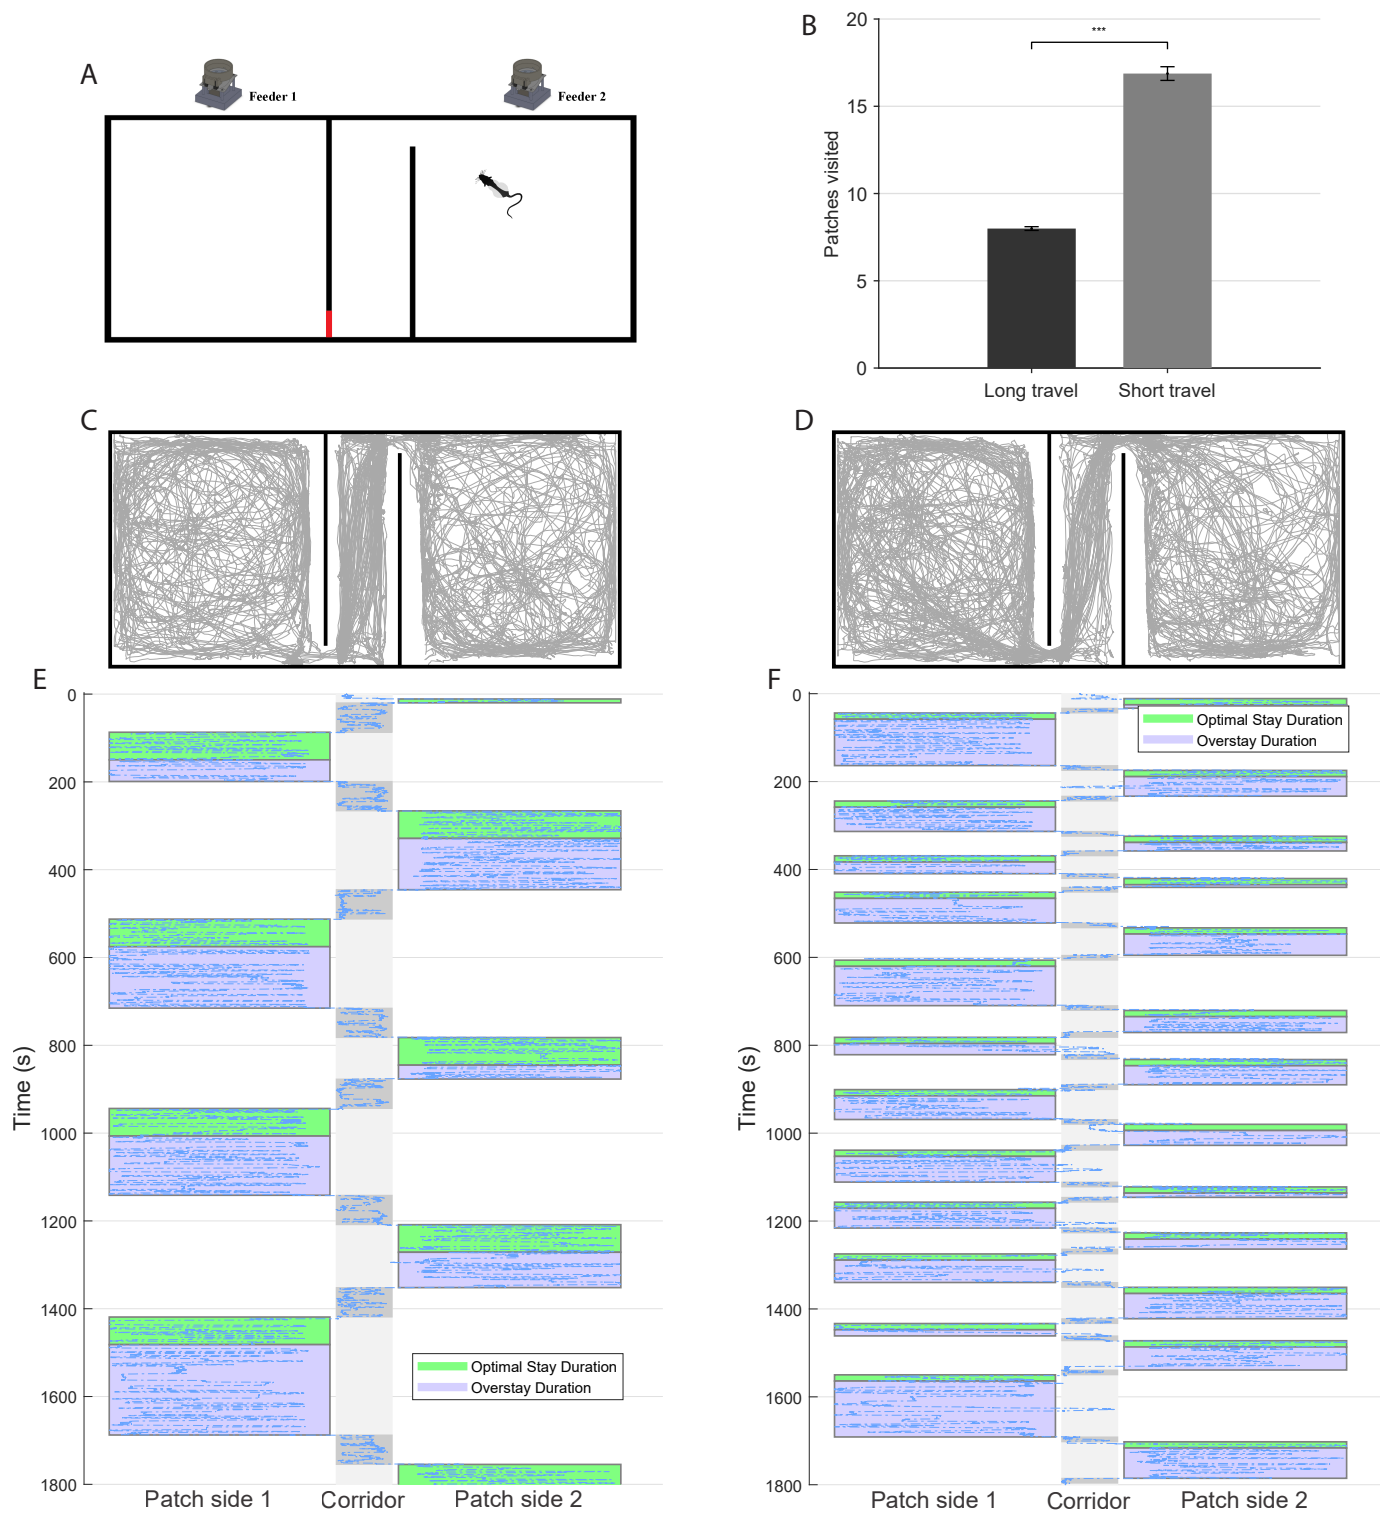 A
Feeder 1
Feeder 2
B
20
15
10
5
0
Patches visited
***
Long travel
Short travel
C
D
E
0
200
400
600
800
1000
1200
1400
1600
1800
Time (s)
Optimal Stay Duration
Overstay Duration
Patch side 1
Corridor
Patch side 2
F
0
200
400
600
800
1000
1200
1400
1600
1800
Time (s)
Optimal Stay Duration
Overstay Duration
Patch side 1
Corridor
Patch side 2